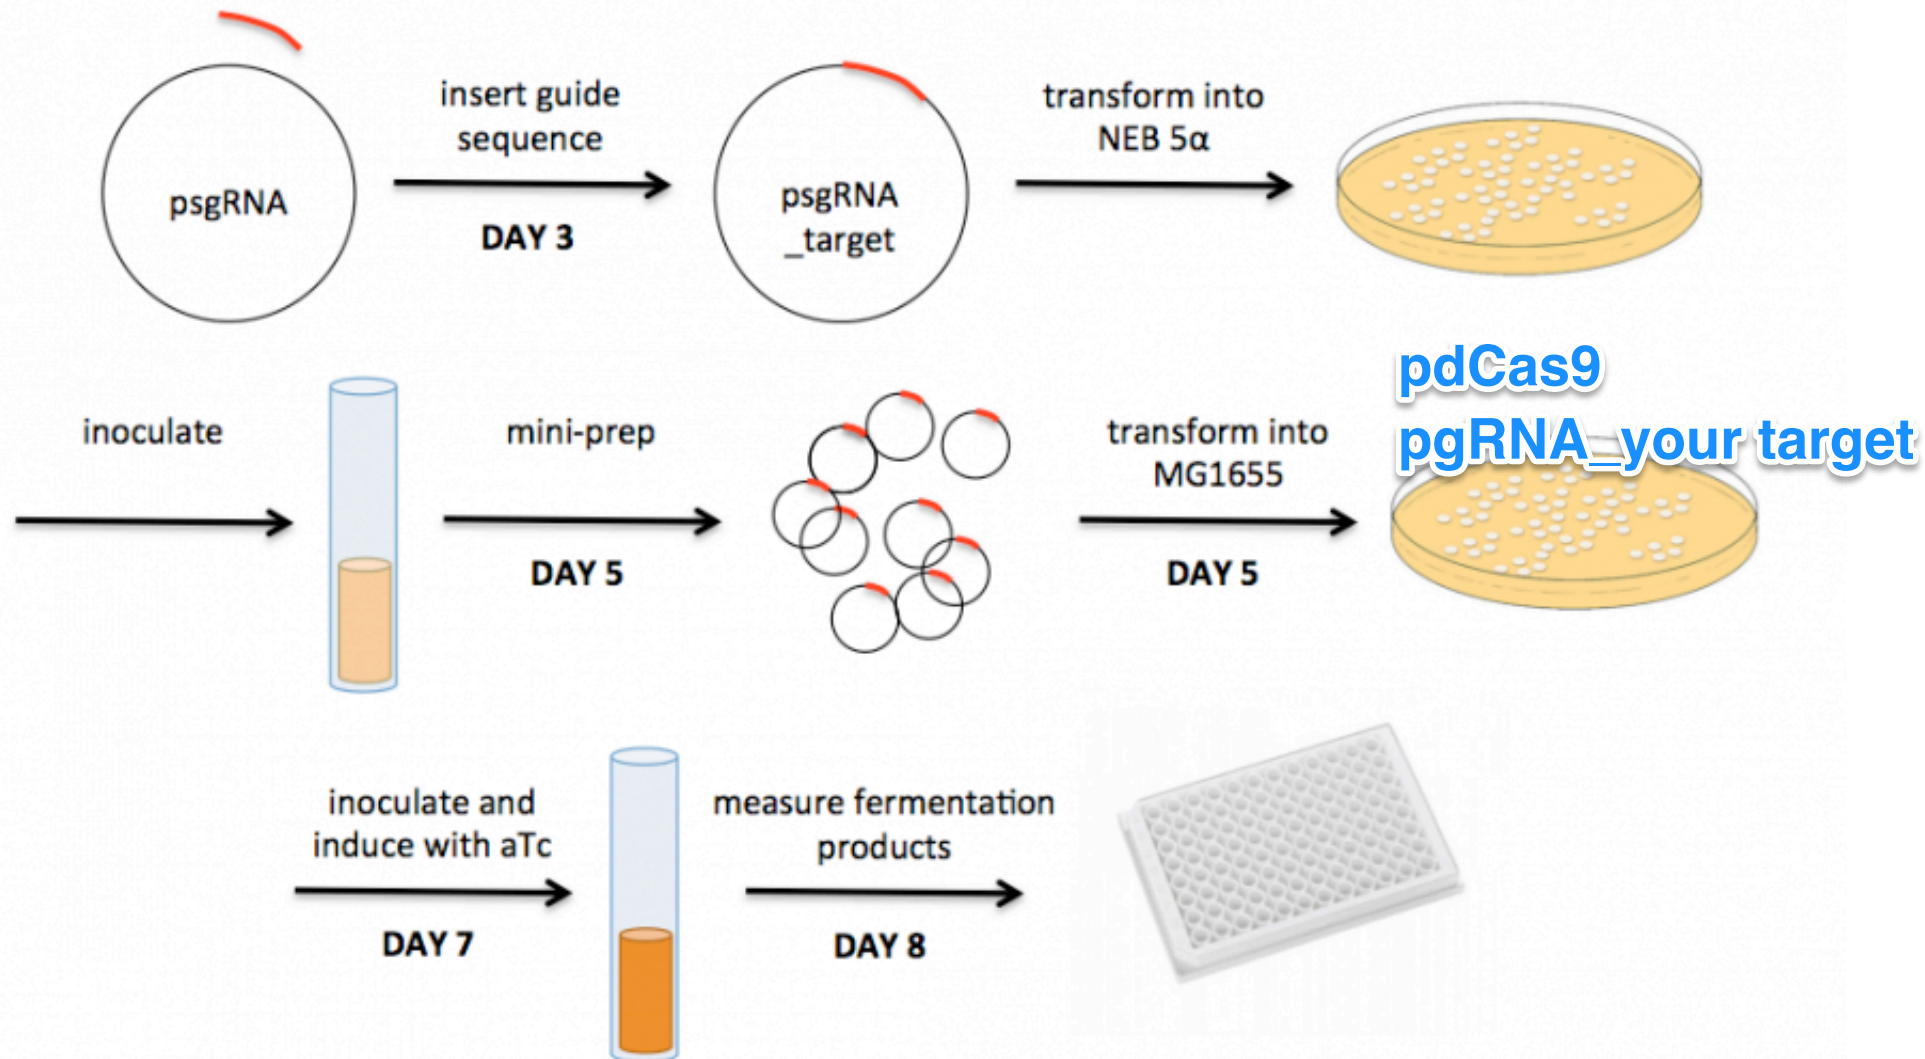 psgRNA
insert guide
sequence
DAY 3
psgRNA
_target
transform into
NEB 5α
inoculate
mini-prep
DAY 5
transform into
MG1655
DAY 5
pdCas9
pgRNA_your target
inoculate and
induce with aTc
DAY 7
measure fermentation
products
DAY 8